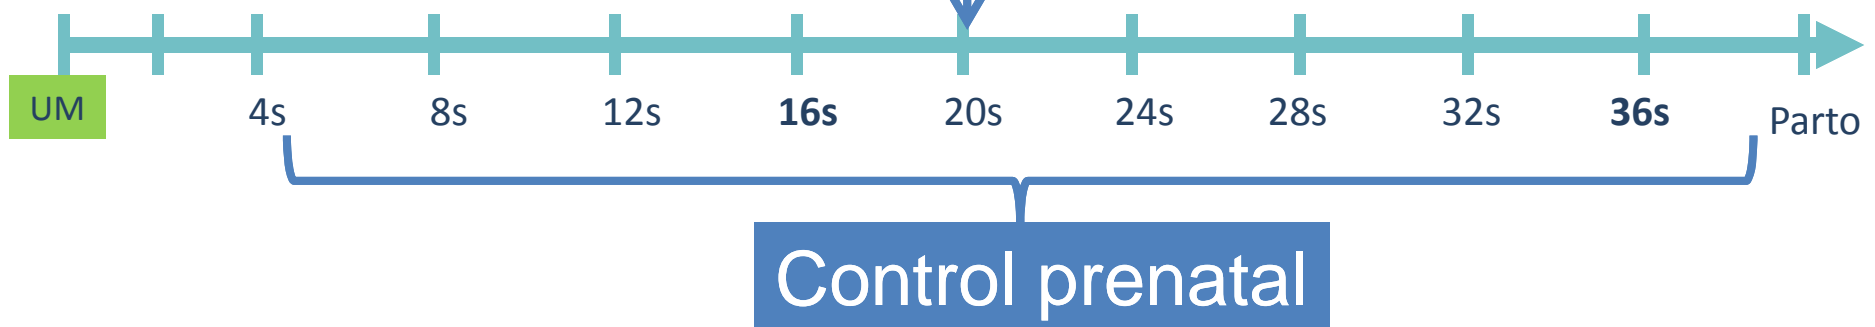 UM 4s 8s 12s 16s 20s 24s 28s 32s 36s Parto
Control prenatal